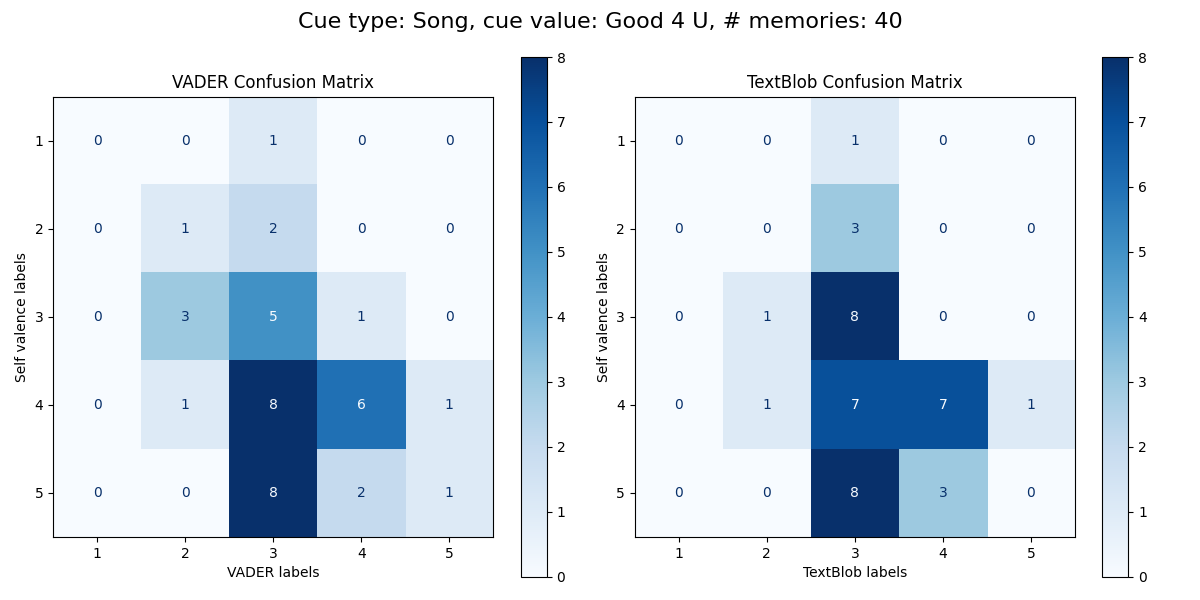 Cue type: Song, cue value: Good 4 U, # memories: 40
VADER Confusion Matrix
Self valence labels
1 0 0 1 0 0
2 0 1 2 0 0
3 0 3 5 1 0
4 0 1 8 6 1
5 0 0 8 2 1
1 2 3 4 5
VADER labels
8
7
6
5
4
3
2
1
0
TextBlob Confusion Matrix
Self valence labels
1 0 0 1 0 0
2 0 0 3 0 0
3 0 1 8 0 0
4 0 1 7 7 1
5 0 0 8 3 0
1 2 3 4 5
TextBlob labels
8
7
6
5
4
3
2
1
0